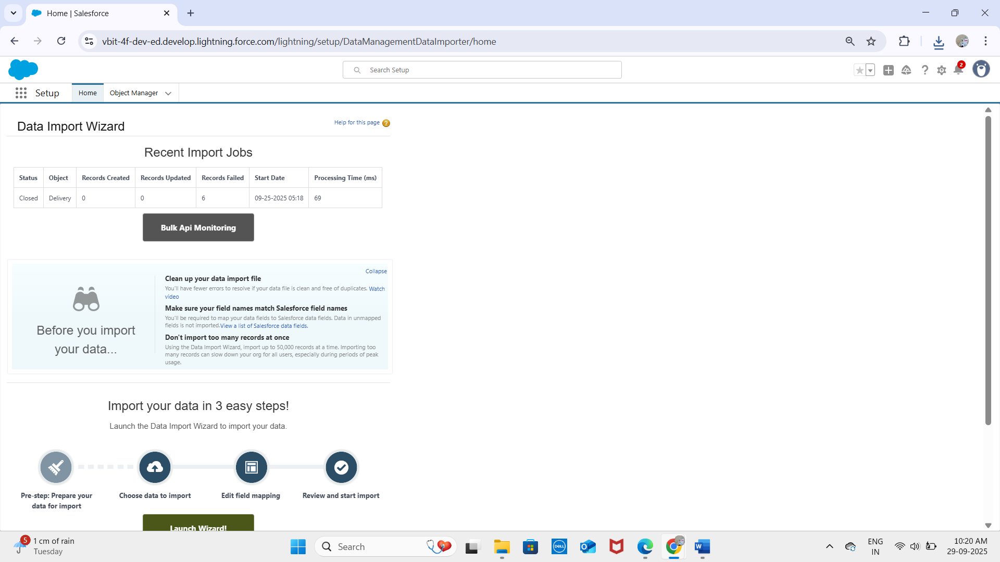 Home | Salesforce
vbit-4f-dev-ed.develop.lightning.force.com/lightning/setup/DataManagementDataImporter/home
Search Setup
2
Setup
Home
Object Manager
Data Import Wizard
Help for this page
?
Recent Import Jobs
Status Object Records Created Records Updated Records Failed Start Date Processing Time (ms)
Closed Delivery 0 0 6 09-25-2025 05:18 69
Bulk Api Monitoring
Collapse
Before you import
your data...
Clean up your data import file
You'll have fewer errors to resolve if your data file is clean and free of duplicates. Watch
video
Make sure your field names match Salesforce field names
You'll be required to map your data fields to Salesforce data fields. Data in unmapped
fields is not imported.View a list of Salesforce data fields.
Don't import too many records at once
Using the Data Import Wizard, import up to 50,000 records at a time. Importing too
many records can slow down your org for all users, especially during periods of peak
usage.
Import your data in 3 easy steps!
Launch the Data Import Wizard to import your data.
Pre-step: Prepare your
data for import
Choose data to import
Edit field mapping
Review and start import
Launch Wizard!
5
1 cm of rain
Tuesday
Search
DELL
ENG
IN
10:20 AM
29-09-2025